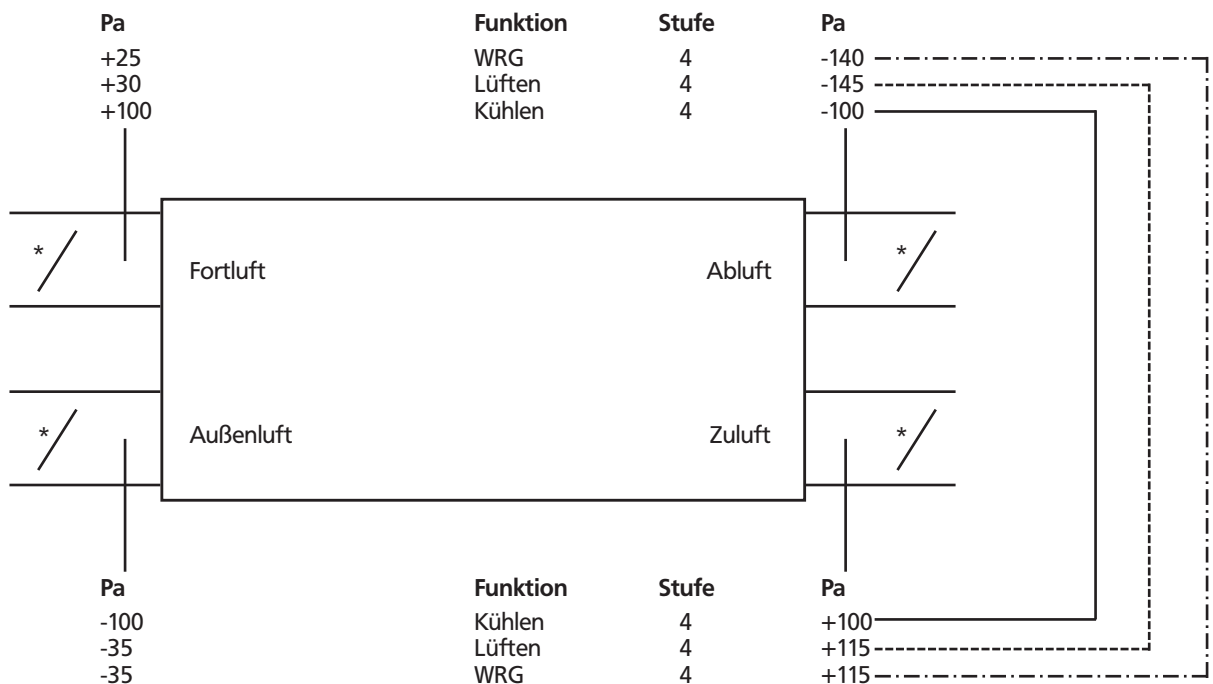 Pa Funktion Stufe Pa
+25 WRG 4 -140
+30 Lüften 4 -145
+100 Kühlen 4 -100
* *
Fortluft Abluft
* *
Außenluft Zuluft
Pa Funktion Stufe Pa
-100 Kühlen 4 +100
-35 Lüften 4 +115
-35 WRG 4 +115